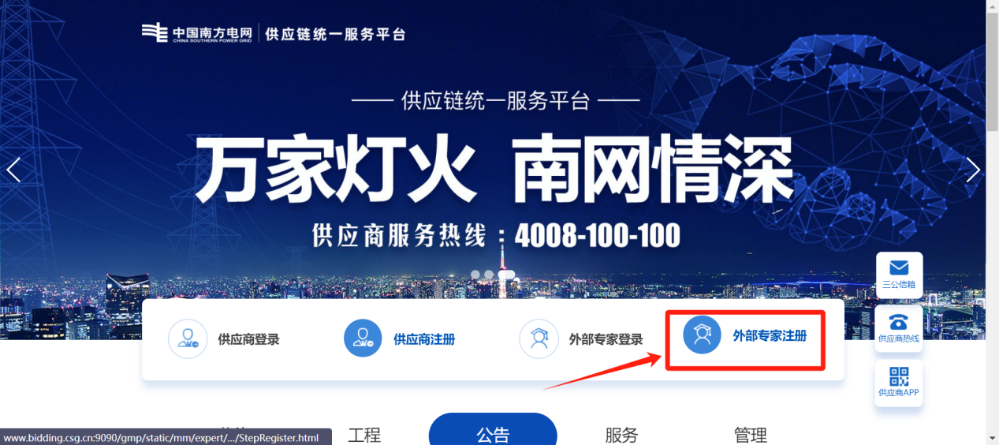 中国南方电网
CHINA SOUTHERN POWER GRID
供应链统一服务平台
供应链统一服务平台
万家灯火 南网情深
供应商服务热线：4008-100-100
三公信箱
供应商热线
供应商APP
供应商登录
供应商注册
外部专家登录
外部专家注册
工程
公告
服务
管理
www.bidding.csg.cn:9090/gmp/static/mm/expert/.../StepRegister.html